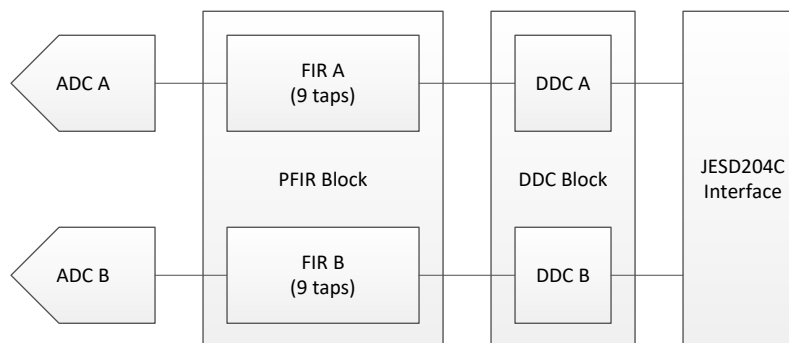 ADC A
FIR A
(9 taps)
DDC A
PFIR Block
DDC Block
JESD204C
Interface
ADC B
FIR B
(9 taps)
DDC B